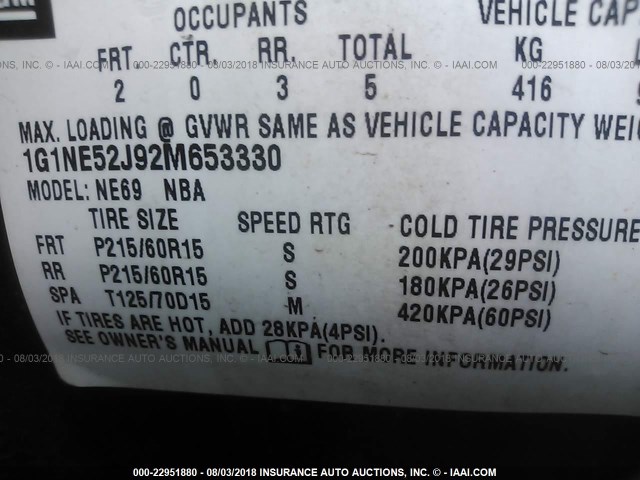 OCCUPANTS VEHICLE CAP
FRT. CTR. RR. TOTAL KG
2 0 3 5 416
MAX. LOADING @ GVWR SAME AS VEHICLE CAPACITY WEI
1G1NE52J92M653330
MODEL: NE69 NBA
TIRE SIZE SPEED RTG COLD TIRE PRESSURE
FRT P215/60R15 S 200KPA(29PSI)
RR P215/60R15 S 180KPA(26PSI)
SPA T125/70D15 M 420KPA(60PSI)
IF TIRES ARE HOT, ADD 28KPA(4PSI).
SEE OWNER'S MANUAL FOR MORE INFORMATION.
000-22951880 - 08/03/2018 INSURANCE AUTO AUCTIONS, INC. - © IAAI.COM